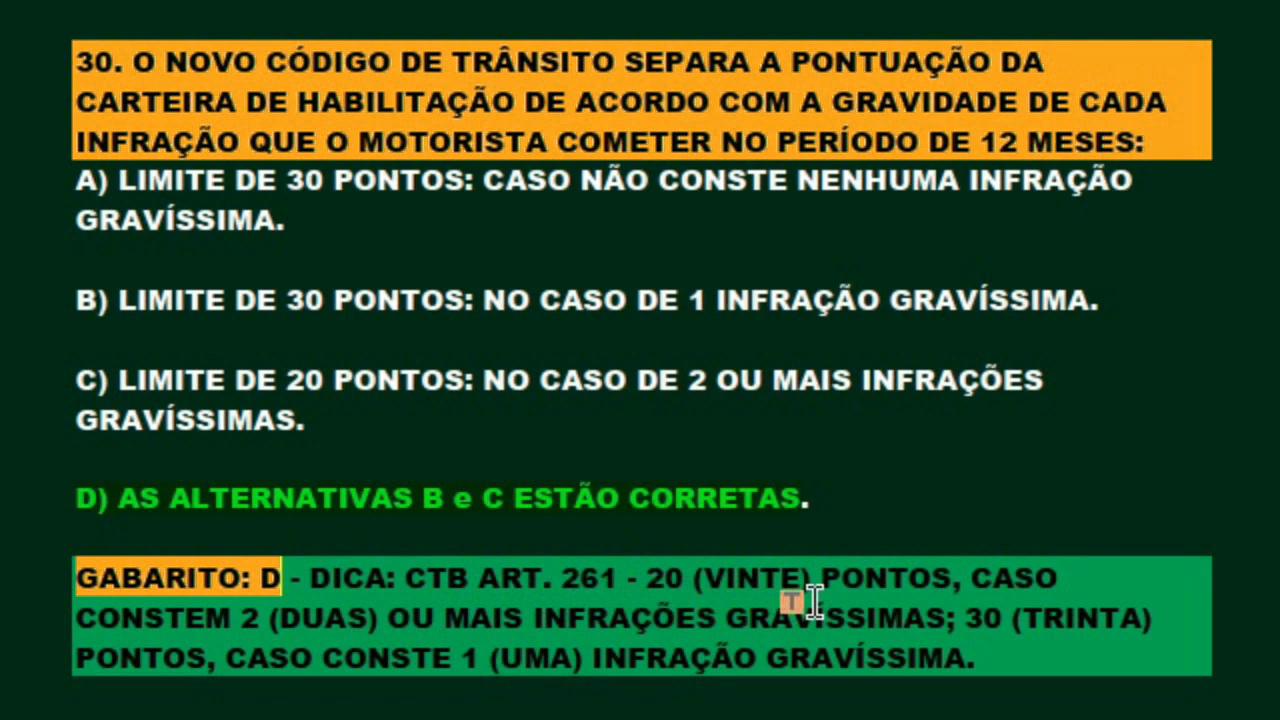 30. O NOVO CÓDIGO DE TRÂNSITO SEPARA A PONTUAÇÃO DA
CARTEIRA DE HABILITAÇÃO DE ACORDO COM A GRAVIDADE DE CADA
INFRAÇÃO QUE O MOTORISTA COMETER NO PERÍODO DE 12 MESES:
A) LIMITE DE 30 PONTOS: CASO NÃO CONSTE NENHUMA INFRAÇÃO
GRAVÍSSIMA.
B) LIMITE DE 30 PONTOS: NO CASO DE 1 INFRAÇÃO GRAVÍSSIMA.
C) LIMITE DE 20 PONTOS: NO CASO DE 2 OU MAIS INFRAÇÕES
GRAVÍSSIMAS.
D) AS ALTERNATIVAS B e C ESTÃO CORRETAS.
GABARITO: D - DICA: CTB ART. 261 - 20 (VINTE) PONTOS, CASO
CONSTEM 2 (DUAS) OU MAIS INFRAÇÕES GRAVÍSSIMAS; 30 (TRINTA)
PONTOS, CASO CONSTE 1 (UMA) INFRAÇÃO GRAVÍSSIMA.